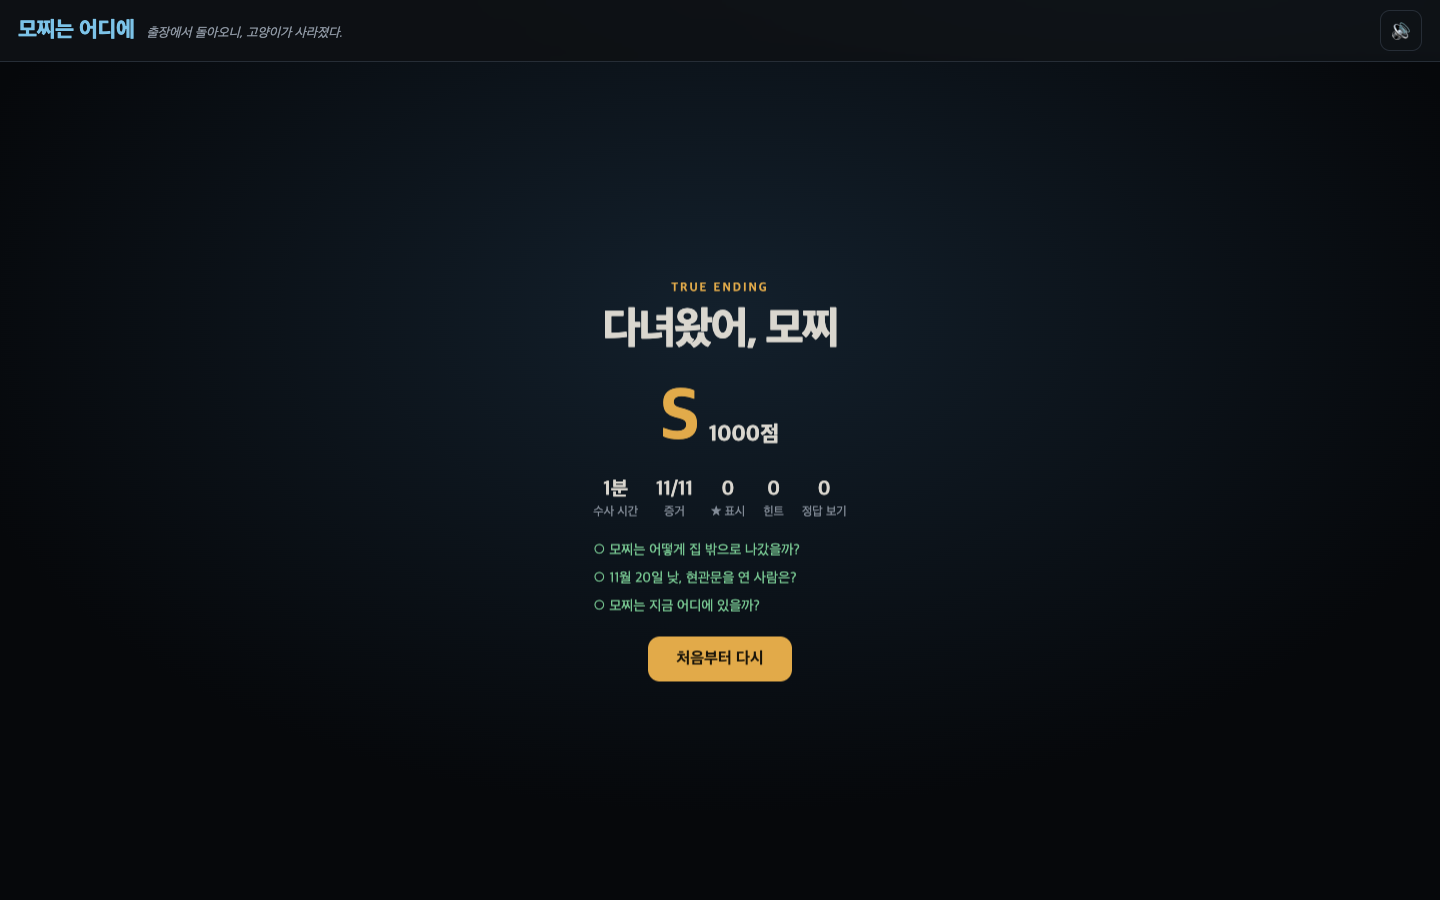 모찌는 어디에 출장에서 돌아오니, 고양이가 사라졌다.
TRUE ENDING
다녀왔어, 모찌
S 1000점
1분 11/11 0 0 0
수사 시간 증거 ★ 표시 힌트 정답 보기
○ 모찌는 어떻게 집 밖으로 나갔을까?
○ 11월 20일 낮, 현관문을 연 사람은?
○ 모찌는 지금 어디에 있을까?
처음부터 다시